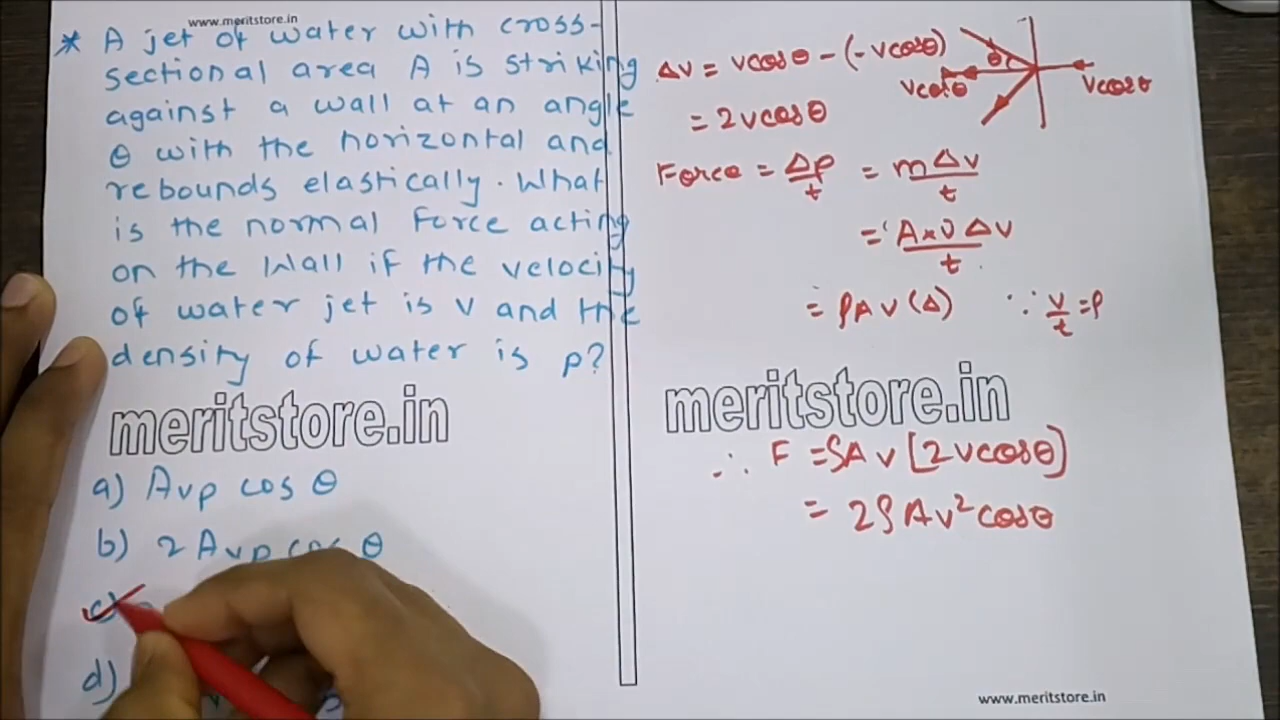 www.meritstore.in
* A jet of water with cross-
sectional area A is striking
against a wall at an angle
θ with the horizontal and
rebounds elastically. What
is the normal Force acting
on the Wall if the velocity
of water jet is v and the
density of water is ρ?
meritstore.in
a) Avρ cos θ
b) 2 Avρ cos θ
c)
d)
Δv = vcosθ - (-vcosθ)
= 2vcosθ
θ
vcosθ
vcosθ
Force = Δp/t = mΔv/t
= A×υΔv/t
= ρAv(Δ) ∵ v/t = ρ
meritstore.in
∴ F = ρAv[2vcosθ]
= 2ρAv²cosθ
www.meritstore.in